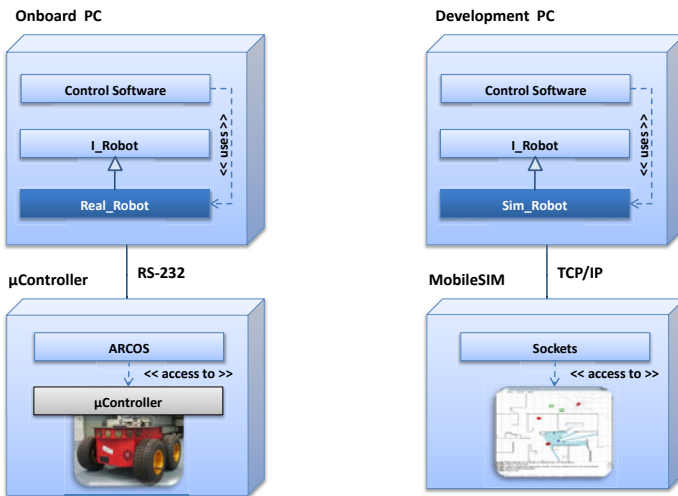 Onboard PC
Control Software
I_Robot
<< uses>>
Real_Robot
RS-232
µController
ARCOS
<< access to >>
µController
Development PC
Control Software
I_Robot
<< uses>>
Sim_Robot
TCP/IP
MobileSIM
Sockets
<< access to >>